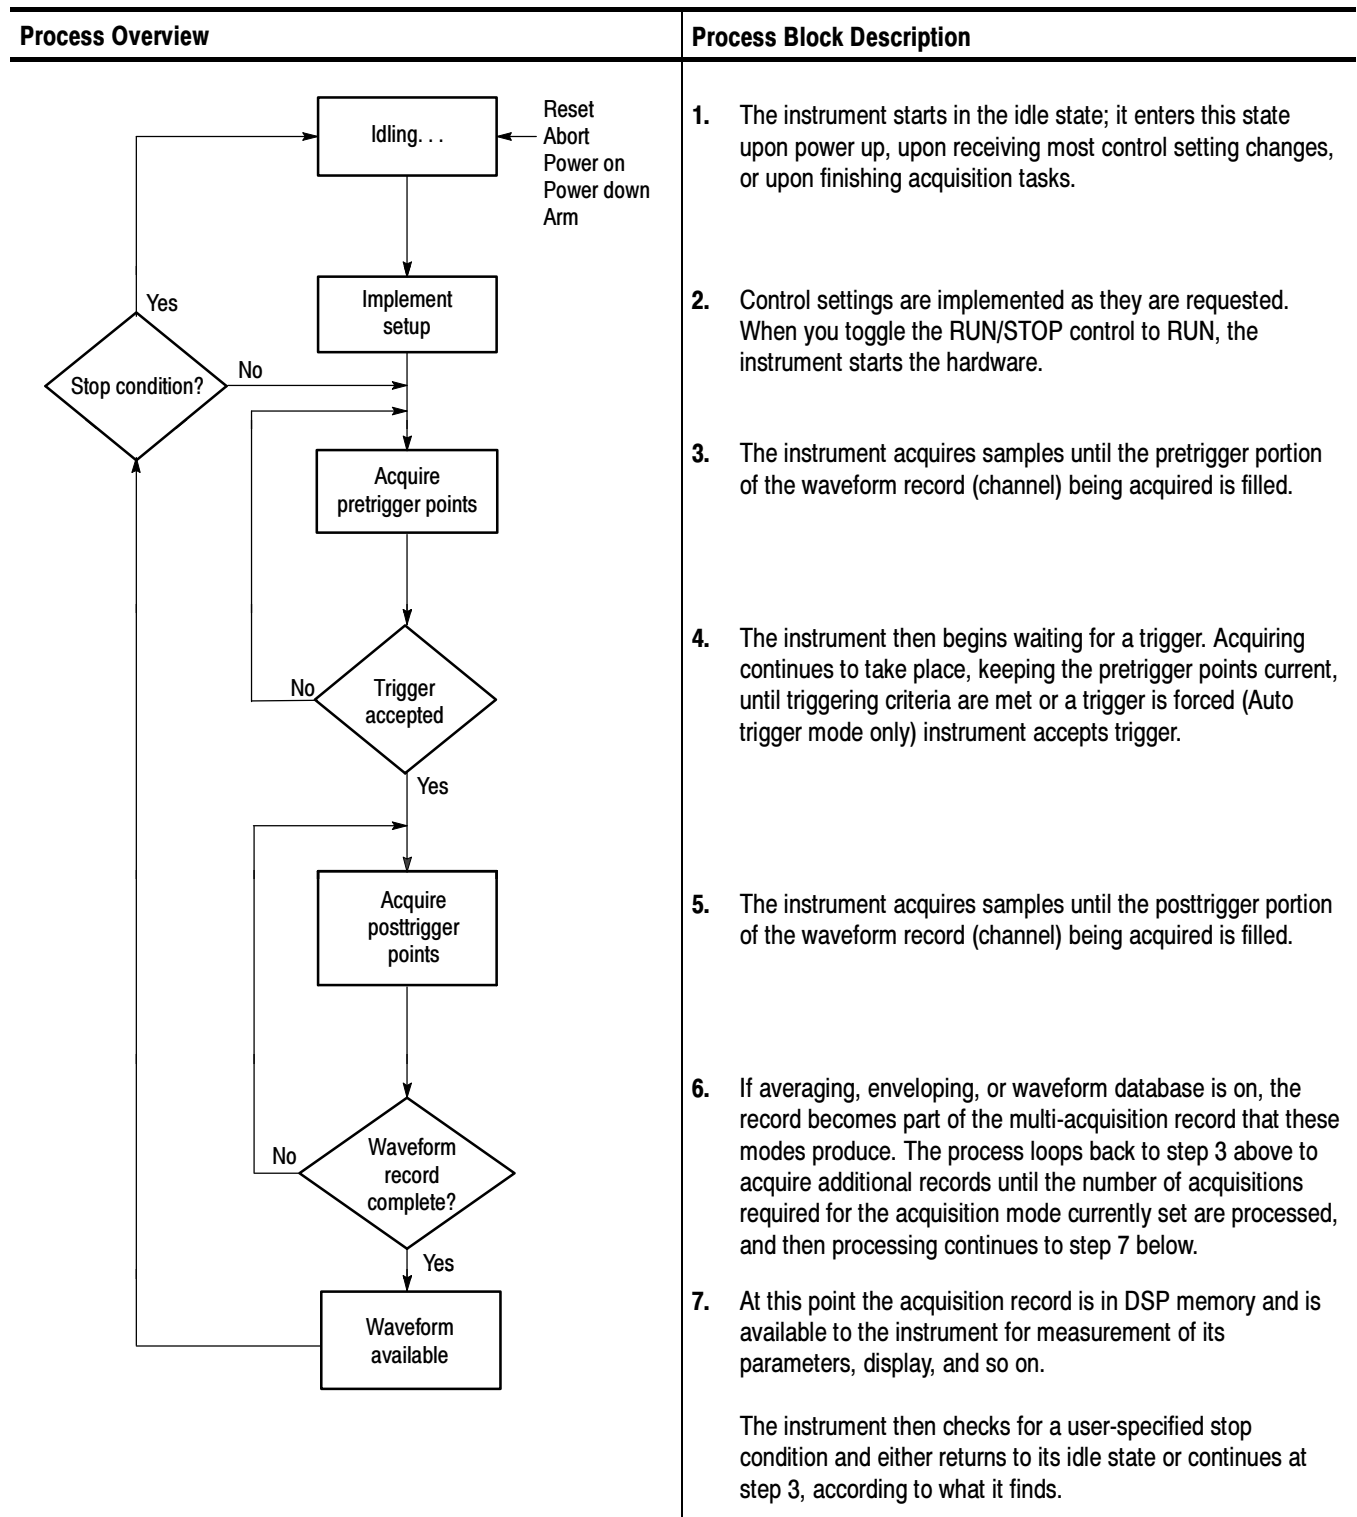 Process Overview
Process Block Description
Idling. . .
Reset
Abort
Power on
Power down
Arm
Implement
setup
Yes
Stop condition?
No
Acquire
pretrigger points
No
Trigger
accepted
Yes
Acquire
posttrigger
points
No
Waveform
record
complete?
Yes
Waveform
available
1. The instrument starts in the idle state; it enters this state
upon power up, upon receiving most control setting changes,
or upon finishing acquisition tasks.
2. Control settings are implemented as they are requested.
When you toggle the RUN/STOP control to RUN, the
instrument starts the hardware.
3. The instrument acquires samples until the pretrigger portion
of the waveform record (channel) being acquired is filled.
4. The instrument then begins waiting for a trigger. Acquiring
continues to take place, keeping the pretrigger points current,
until triggering criteria are met or a trigger is forced (Auto
trigger mode only) instrument accepts trigger.
5. The instrument acquires samples until the posttrigger portion
of the waveform record (channel) being acquired is filled.
6. If averaging, enveloping, or waveform database is on, the
record becomes part of the multi-acquisition record that these
modes produce. The process loops back to step 3 above to
acquire additional records until the number of acquisitions
required for the acquisition mode currently set are processed,
and then processing continues to step 7 below.
7. At this point the acquisition record is in DSP memory and is
available to the instrument for measurement of its
parameters, display, and so on.
The instrument then checks for a user-specified stop
condition and either returns to its idle state or continues at
step 3, according to what it finds.